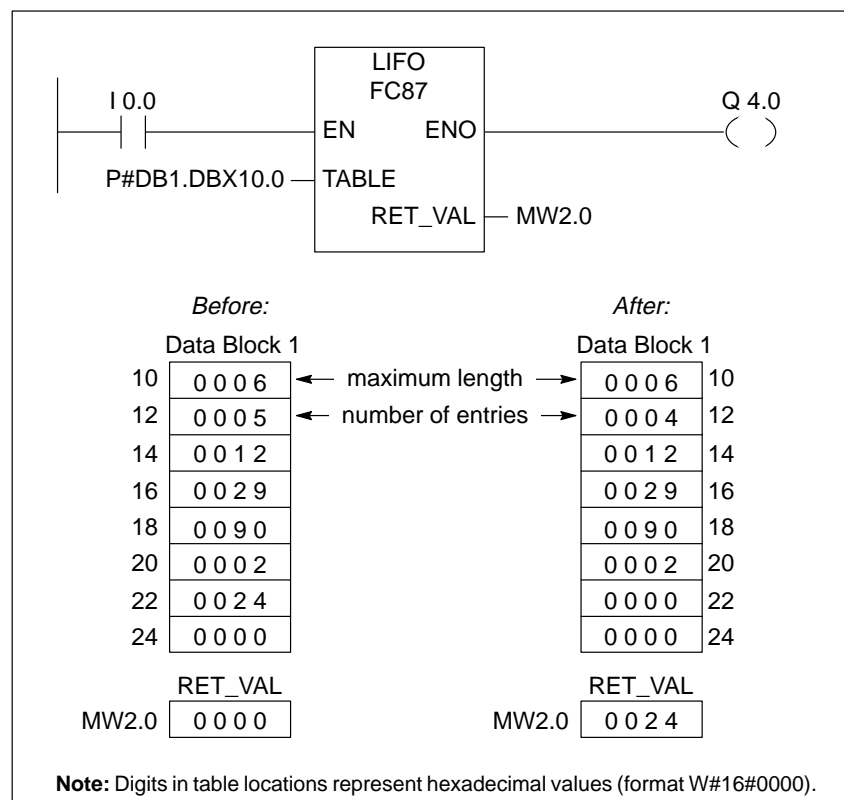 LIFO
FC87
I 0.0
Q 4.0
EN ENO
P#DB1.DBX10.0 TABLE
RET_VAL MW2.0
Before: After:
Data Block 1 Data Block 1
10 0 0 0 6 maximum length 0 0 0 6 10
12 0 0 0 5 number of entries 0 0 0 4 12
14 0 0 1 2 0 0 1 2 14
16 0 0 2 9 0 0 2 9 16
18 0 0 9 0 0 0 9 0 18
20 0 0 0 2 0 0 0 2 20
22 0 0 2 4 0 0 0 0 22
24 0 0 0 0 0 0 0 0 24
RET_VAL RET_VAL
MW2.0 0 0 0 0 MW2.0 0 0 2 4
Note: Digits in table locations represent hexadecimal values (format W#16#0000).